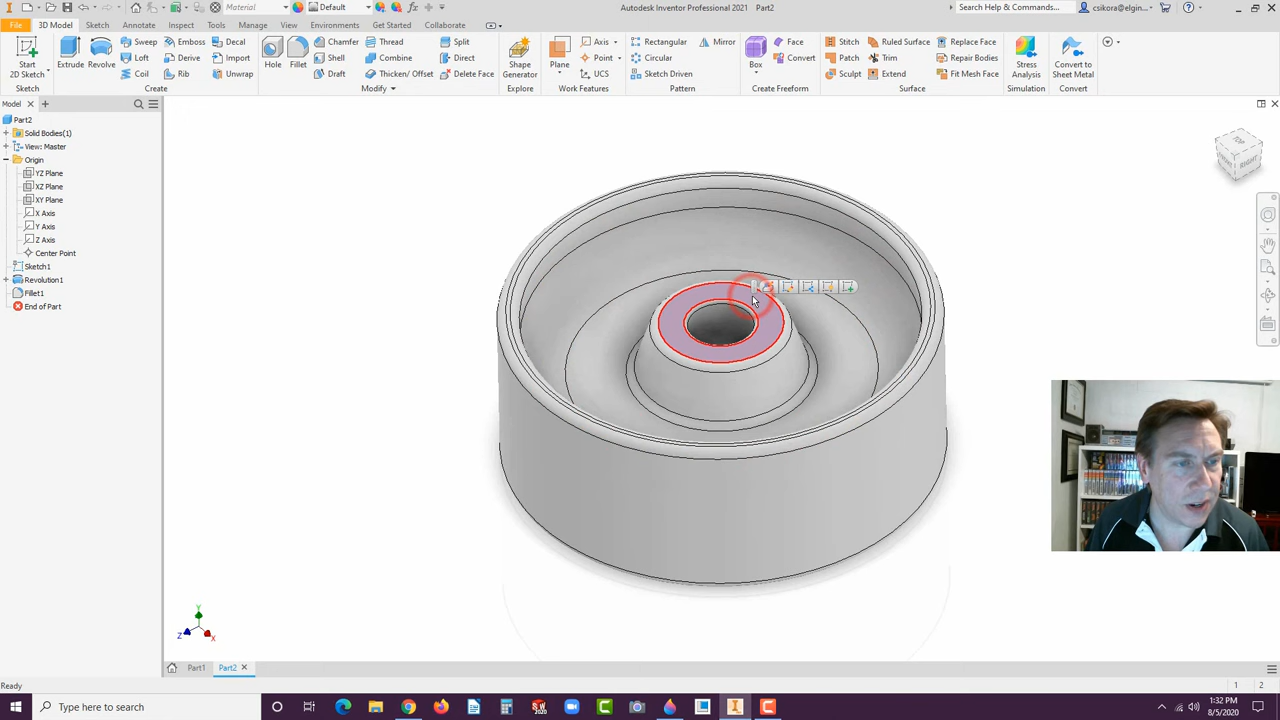 Material
Default
Autodesk Inventor Professional 2021 Part2
Search Help & Commands...
csikora@elgin...
File
3D Model
Sketch
Annotate
Inspect
Tools
Manage
View
Environments
Get Started
Collaborate
Start
2D Sketch
Extrude
Revolve
Sweep
Loft
Coil
Emboss
Derive
Rib
Decal
Import
Unwrap
Hole
Fillet
Chamfer
Shell
Draft
Thread
Combine
Thicken/ Offset
Split
Direct
Delete Face
Shape
Generator
Plane
Axis
Point
UCS
Rectangular
Circular
Sketch Driven
Mirror
Box
Face
Convert
Stitch
Patch
Sculpt
Ruled Surface
Trim
Extend
Replace Face
Repair Bodies
Fit Mesh Face
Stress
Analysis
Convert to
Sheet Metal
Sketch
Create
Modify
Explore
Work Features
Pattern
Create Freeform
Surface
Simulation
Convert
Model
Part2
Solid Bodies(1)
View: Master
Origin
YZ Plane
XZ Plane
XY Plane
X Axis
Y Axis
Z Axis
Center Point
Sketch1
Revolution1
Fillet1
End of Part
RIGHT
Y
Z
X
Part1
Part2
Ready
1
2
Type here to search
1:32 PM
8/5/2020